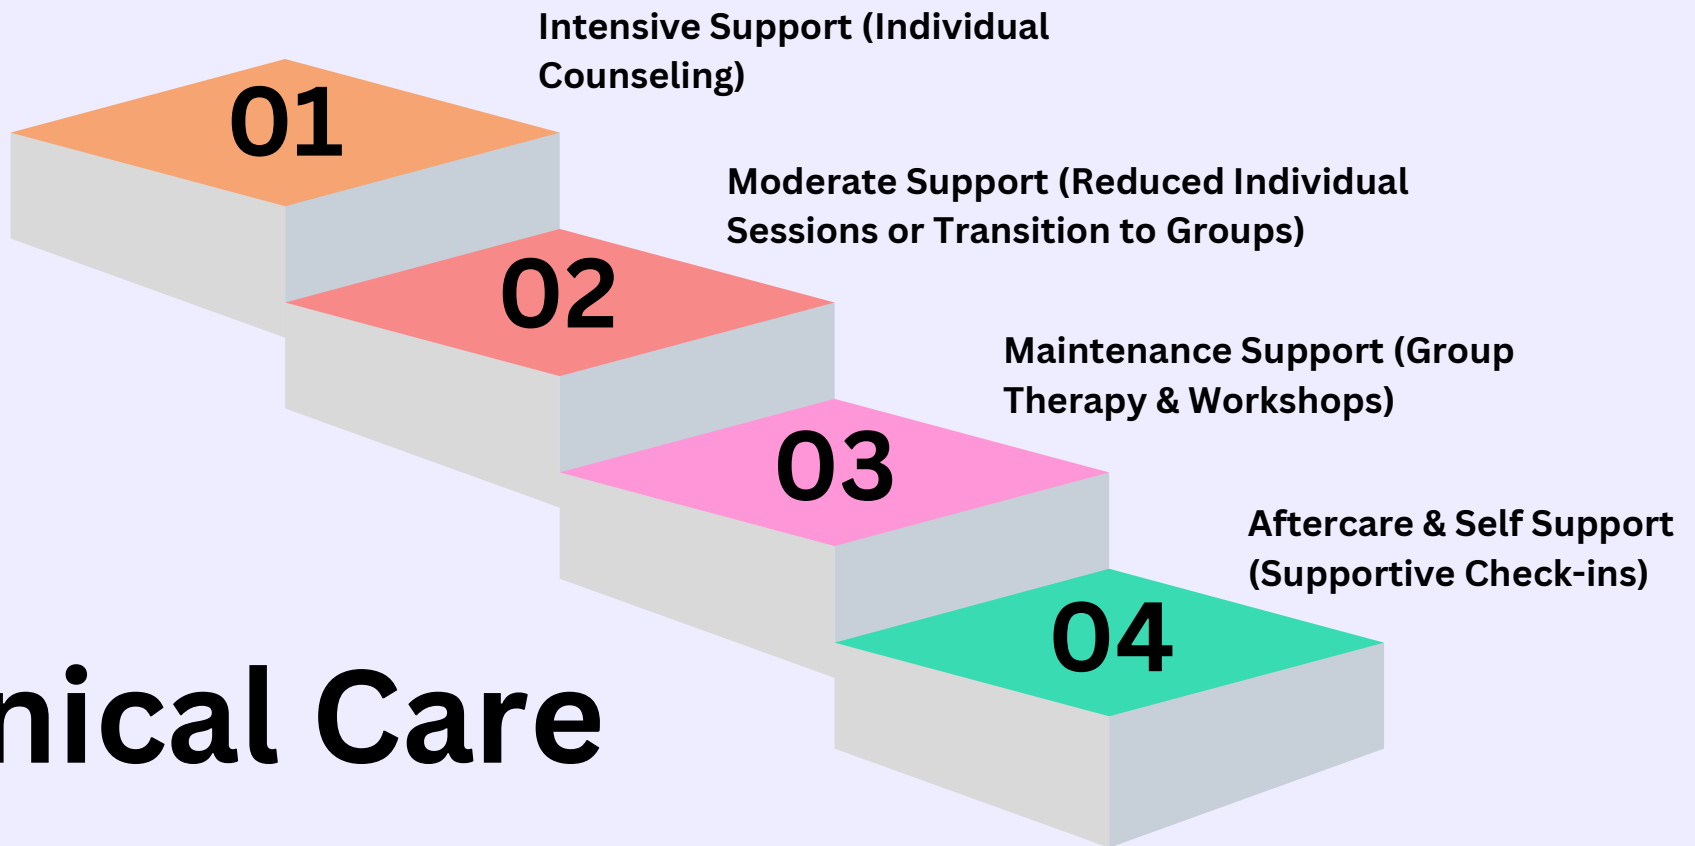 Intensive Support (Individual
Counseling)
01
Moderate Support (Reduced Individual
Sessions or Transition to Groups)
02
Maintenance Support (Group
Therapy & Workshops)
03
Aftercare & Self Support
(Supportive Check-ins)
04
Care